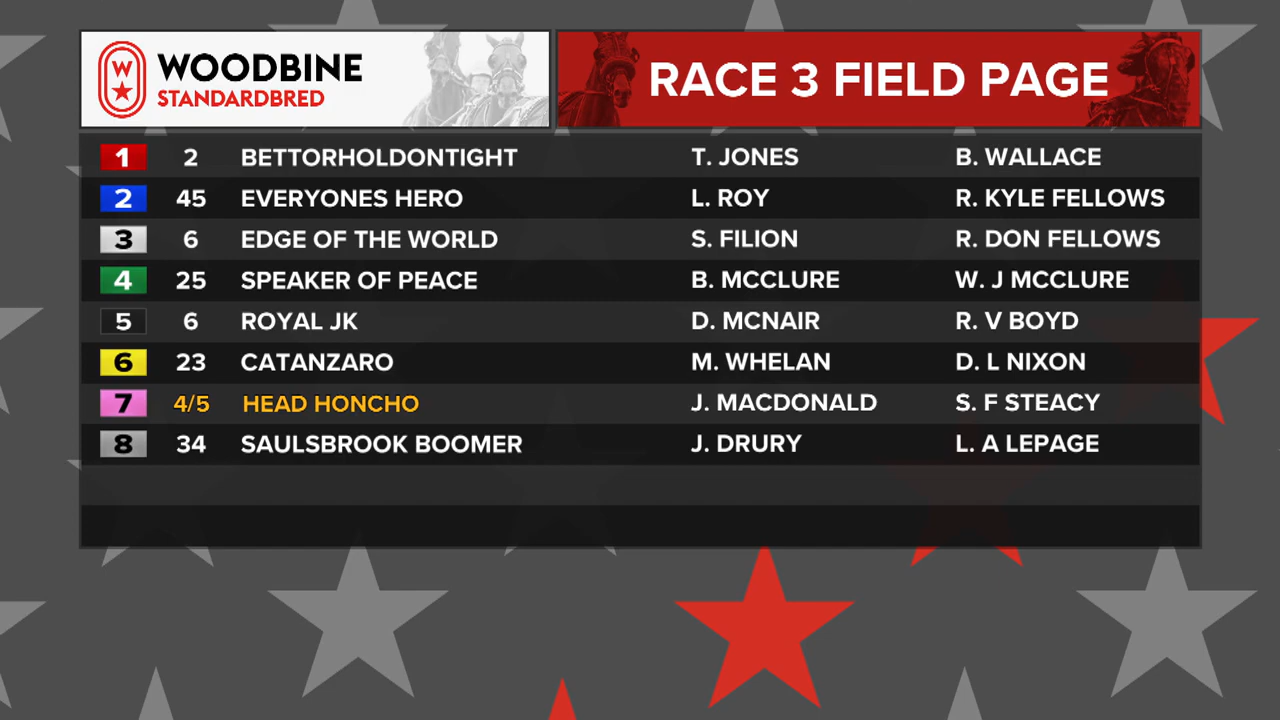 W WOODBINE
STANDARDBRED
RACE 3 FIELD PAGE
1 2 BETTORHOLDONTIGHT T. JONES B. WALLACE
2 45 EVERYONES HERO L. ROY R. KYLE FELLOWS
3 6 EDGE OF THE WORLD S. FILION R. DON FELLOWS
4 25 SPEAKER OF PEACE B. MCCLURE W. J MCCLURE
5 6 ROYAL JK D. MCNAIR R. V BOYD
6 23 CATANZARO M. WHELAN D. L NIXON
7 4/5 HEAD HONCHO J. MACDONALD S. F STEACY
8 34 SAULSBROOK BOOMER J. DRURY L. A LEPAGE